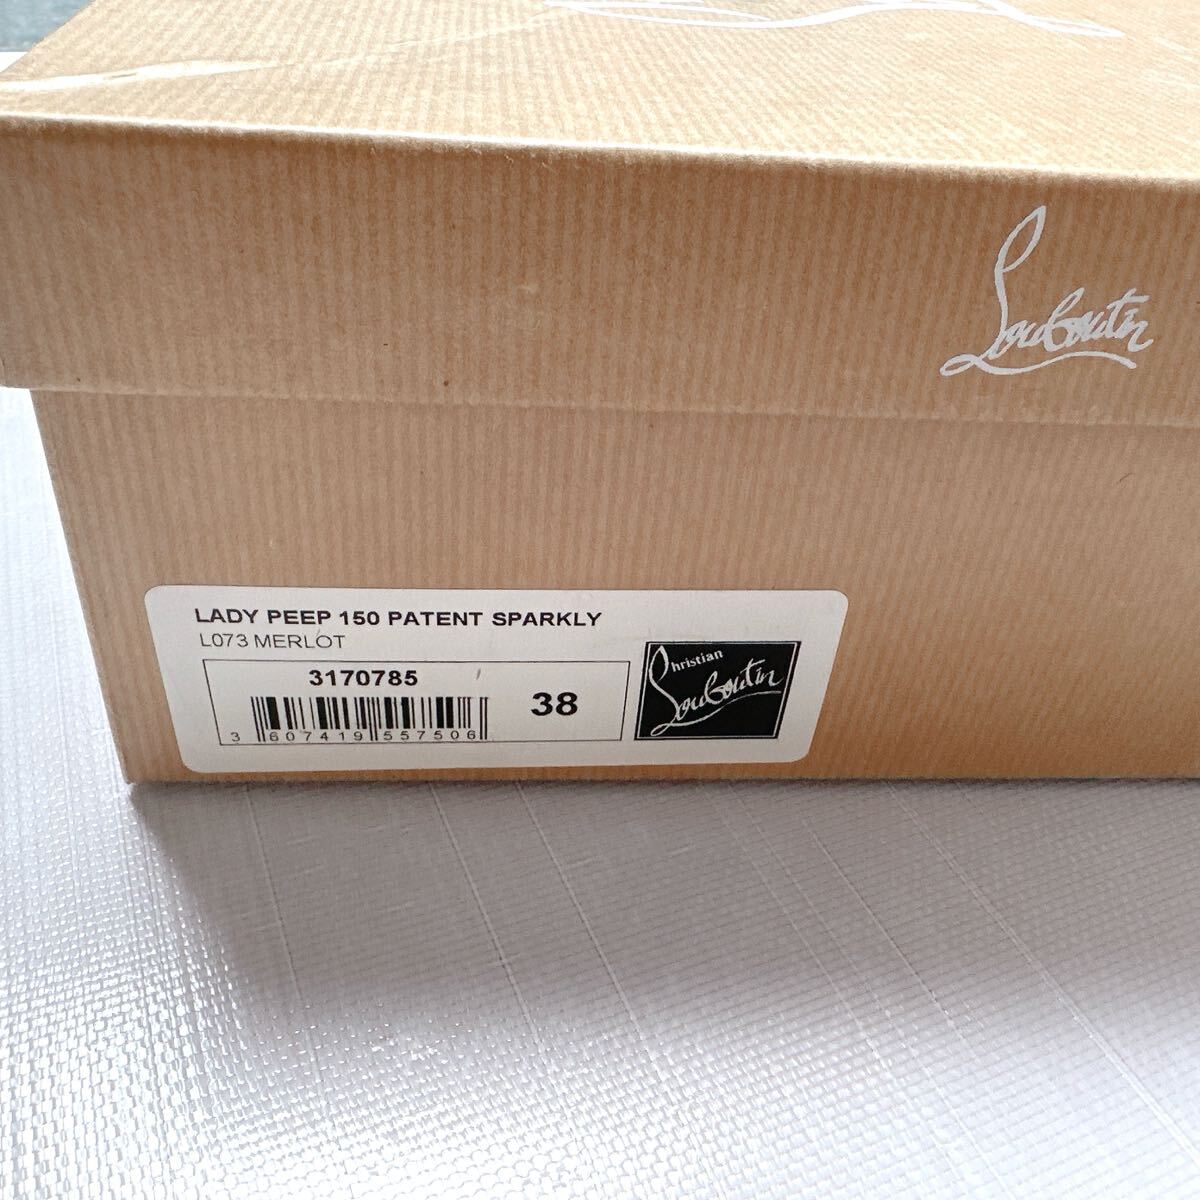 Louboutin
LADY PEEP 150 PATENT SPARKLY
L073 MERLOT
3170785
38
3 607419 557506
Christian
Louboutin